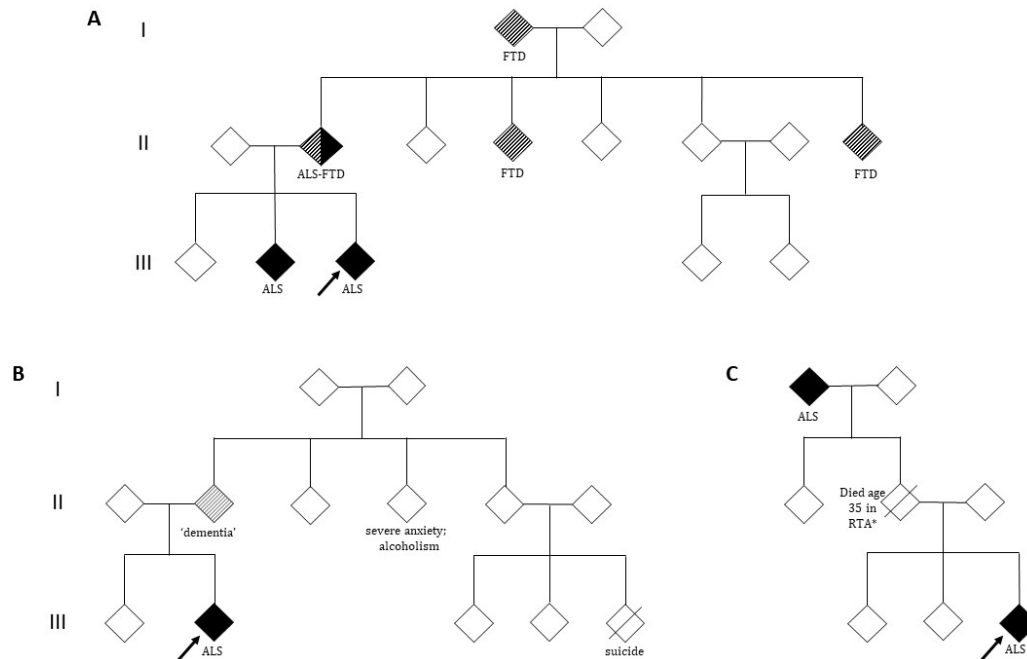 A
I
FTD
II
ALS-FTD
FTD
FTD
III
ALS
ALS
B
I
II
'dementia'
severe anxiety;
alcoholism
III
ALS
suicide
C
ALS
Died age
35 in
RTA*
ALS